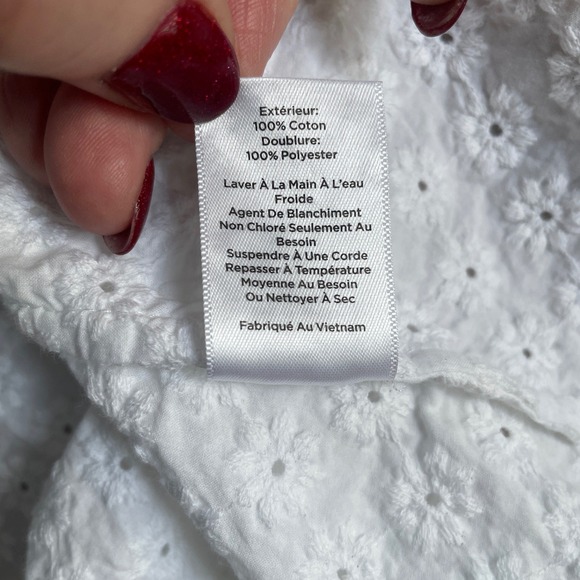 Extérieur:
100% Coton
Doublure:
100% Polyester
Laver À La Main À L'eau
Froide
Agent De Blanchiment
Non Chloré Seulement Au
Besoin
Suspendre À Une Corde
Repasser À Température
Moyenne Au Besoin
Ou Nettoyer À Sec
Fabriqué Au Vietnam